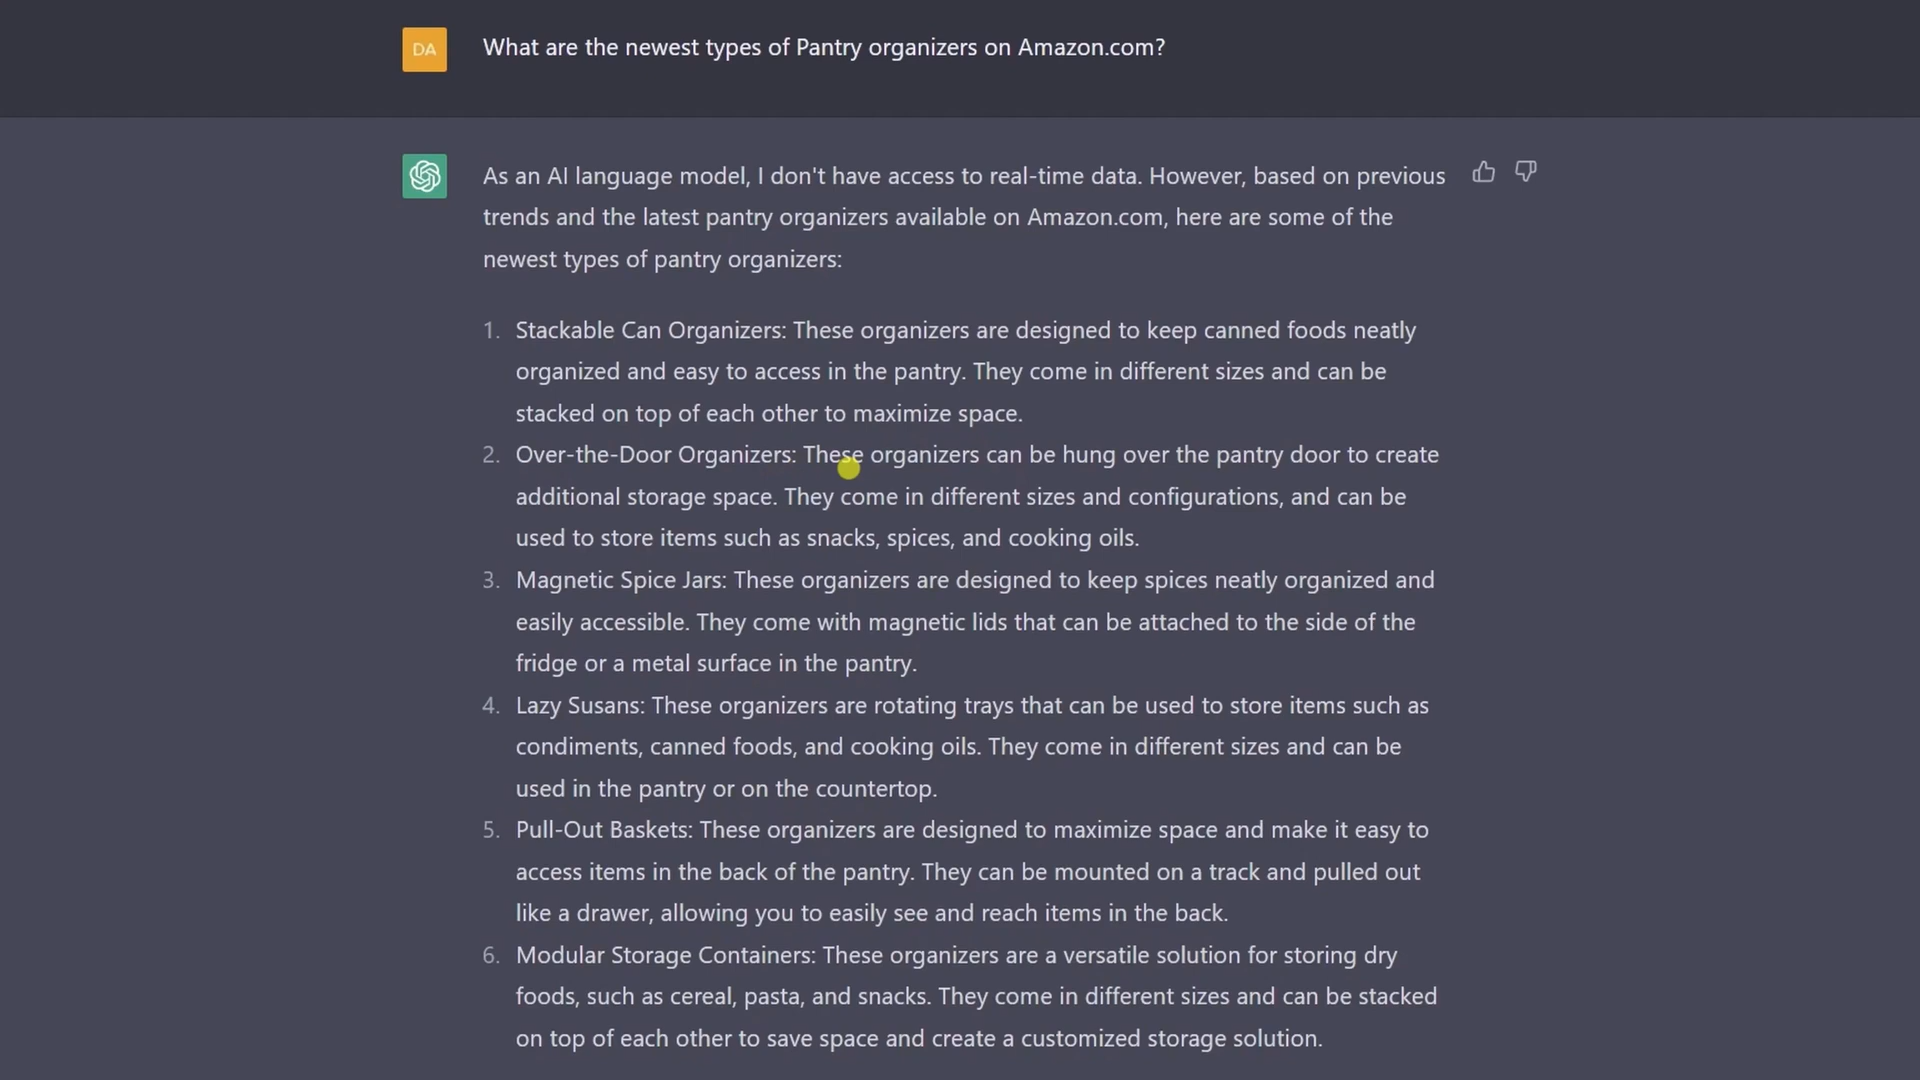 DA
What are the newest types of Pantry organizers on Amazon.com?
As an AI language model, I don't have access to real-time data. However, based on previous
trends and the latest pantry organizers available on Amazon.com, here are some of the
newest types of pantry organizers:
1. Stackable Can Organizers: These organizers are designed to keep canned foods neatly
organized and easy to access in the pantry. They come in different sizes and can be
stacked on top of each other to maximize space.
2. Over-the-Door Organizers: These organizers can be hung over the pantry door to create
additional storage space. They come in different sizes and configurations, and can be
used to store items such as snacks, spices, and cooking oils.
3. Magnetic Spice Jars: These organizers are designed to keep spices neatly organized and
easily accessible. They come with magnetic lids that can be attached to the side of the
fridge or a metal surface in the pantry.
4. Lazy Susans: These organizers are rotating trays that can be used to store items such as
condiments, canned foods, and cooking oils. They come in different sizes and can be
used in the pantry or on the countertop.
5. Pull-Out Baskets: These organizers are designed to maximize space and make it easy to
access items in the back of the pantry. They can be mounted on a track and pulled out
like a drawer, allowing you to easily see and reach items in the back.
6. Modular Storage Containers: These organizers are a versatile solution for storing dry
foods, such as cereal, pasta, and snacks. They come in different sizes and can be stacked
on top of each other to save space and create a customized storage solution.